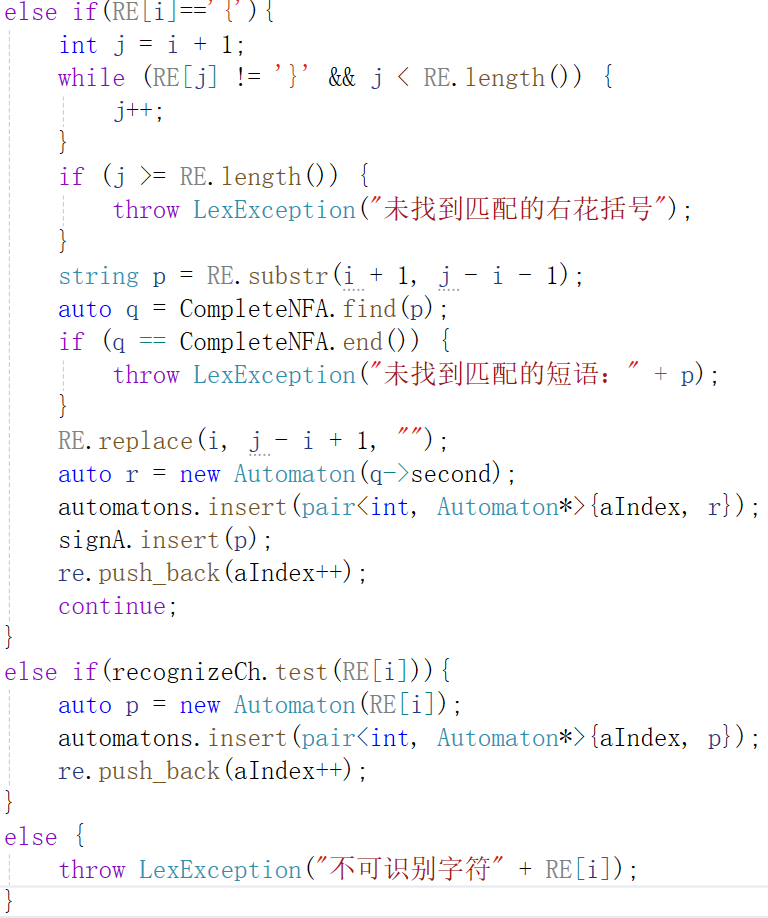 else if(RE[i]=='{'){
    int j = i + 1;
    while (RE[j] != '}' && j < RE.length()) {
        j++;
    }
    if (j >= RE.length()) {
        throw LexException("未找到匹配的右花括号");
    }
    string p = RE.substr(i + 1, j - i - 1);
    auto q = CompleteNFA.find(p);
    if (q == CompleteNFA.end()) {
        throw LexException("未找到匹配的短语：" + p);
    }
    RE.replace(i, j - i + 1, "");
    auto r = new Automaton(q->second);
    automatons.insert(pair<int, Automaton*>{aIndex, r});
    signA.insert(p);
    re.push_back(aIndex++);
    continue;
}
else if(recognizeCh.test(RE[i])){
    auto p = new Automaton(RE[i]);
    automatons.insert(pair<int, Automaton*>{aIndex, p});
    re.push_back(aIndex++);
}
else {
    throw LexException("不可识别字符" + RE[i]);
}